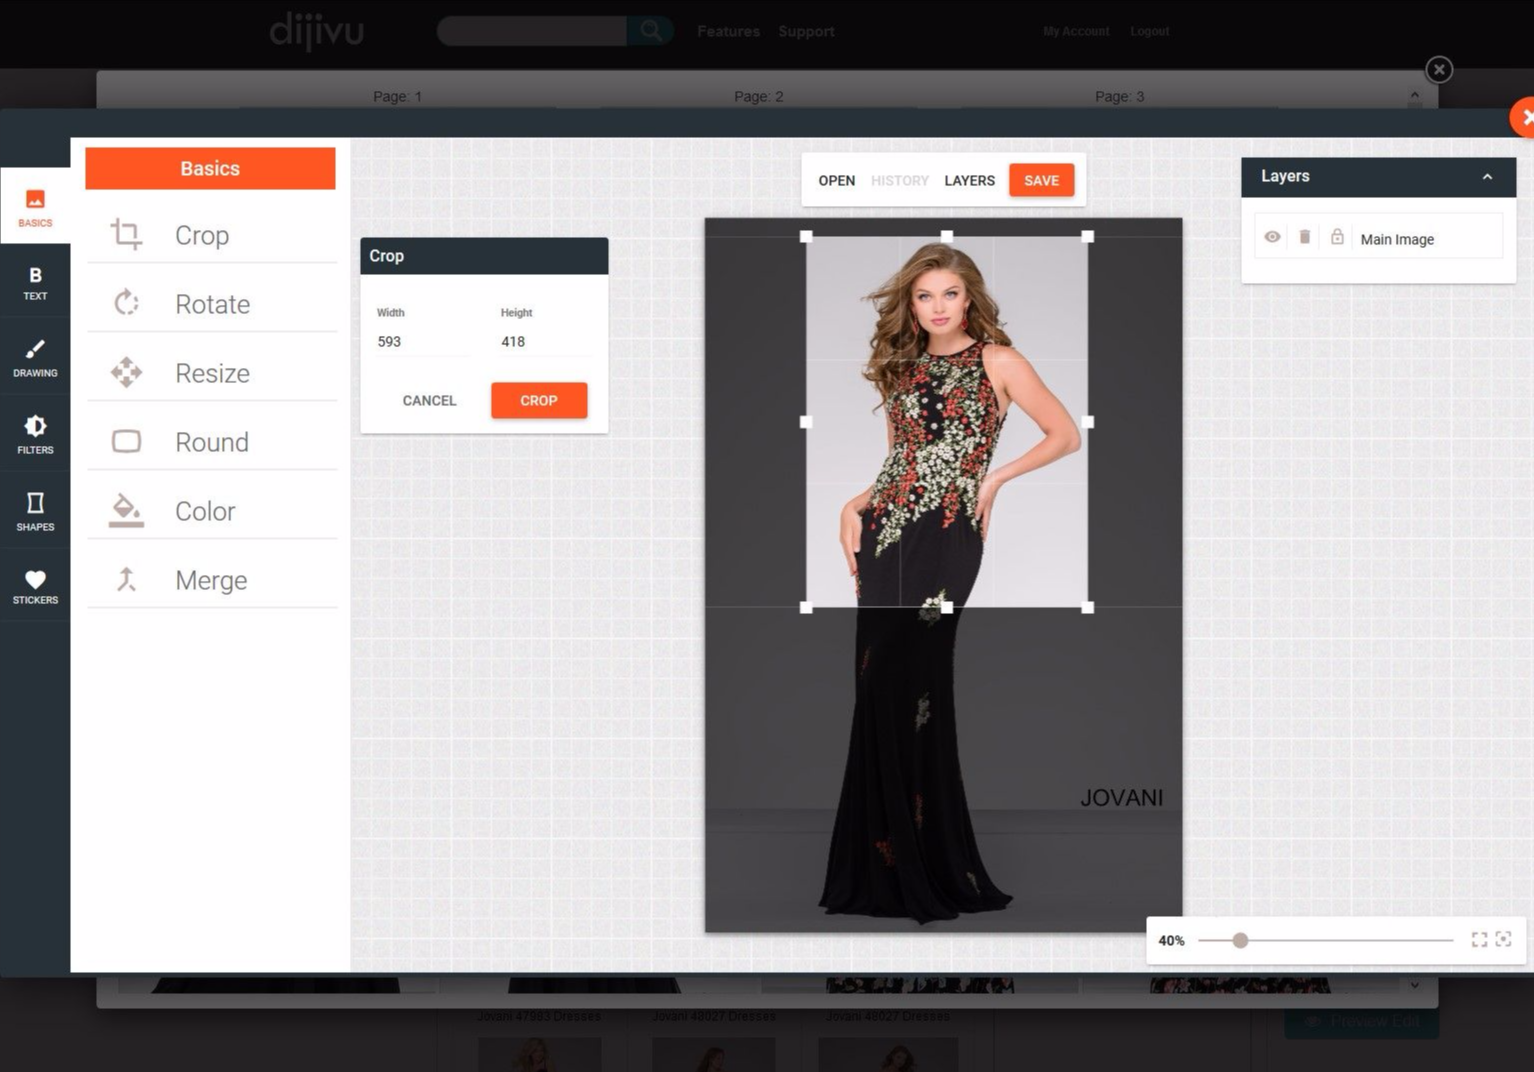 dijivu
Features Support
My Account Logout
Page: 1 Page: 2 Page: 3
Basics
OPEN HISTORY LAYERS SAVE
Layers
BASICS
Crop
Crop
Main Image
TEXT
Rotate
Width Height
593 418
DRAWING
Resize
CANCEL CROP
FILTERS
Round
SHAPES
Color
STICKERS
Merge
JOVANI
40%
Jovani 47983 Dresses Jovani 48027 Dresses Jovani 48027 Dresses
Preview Edit